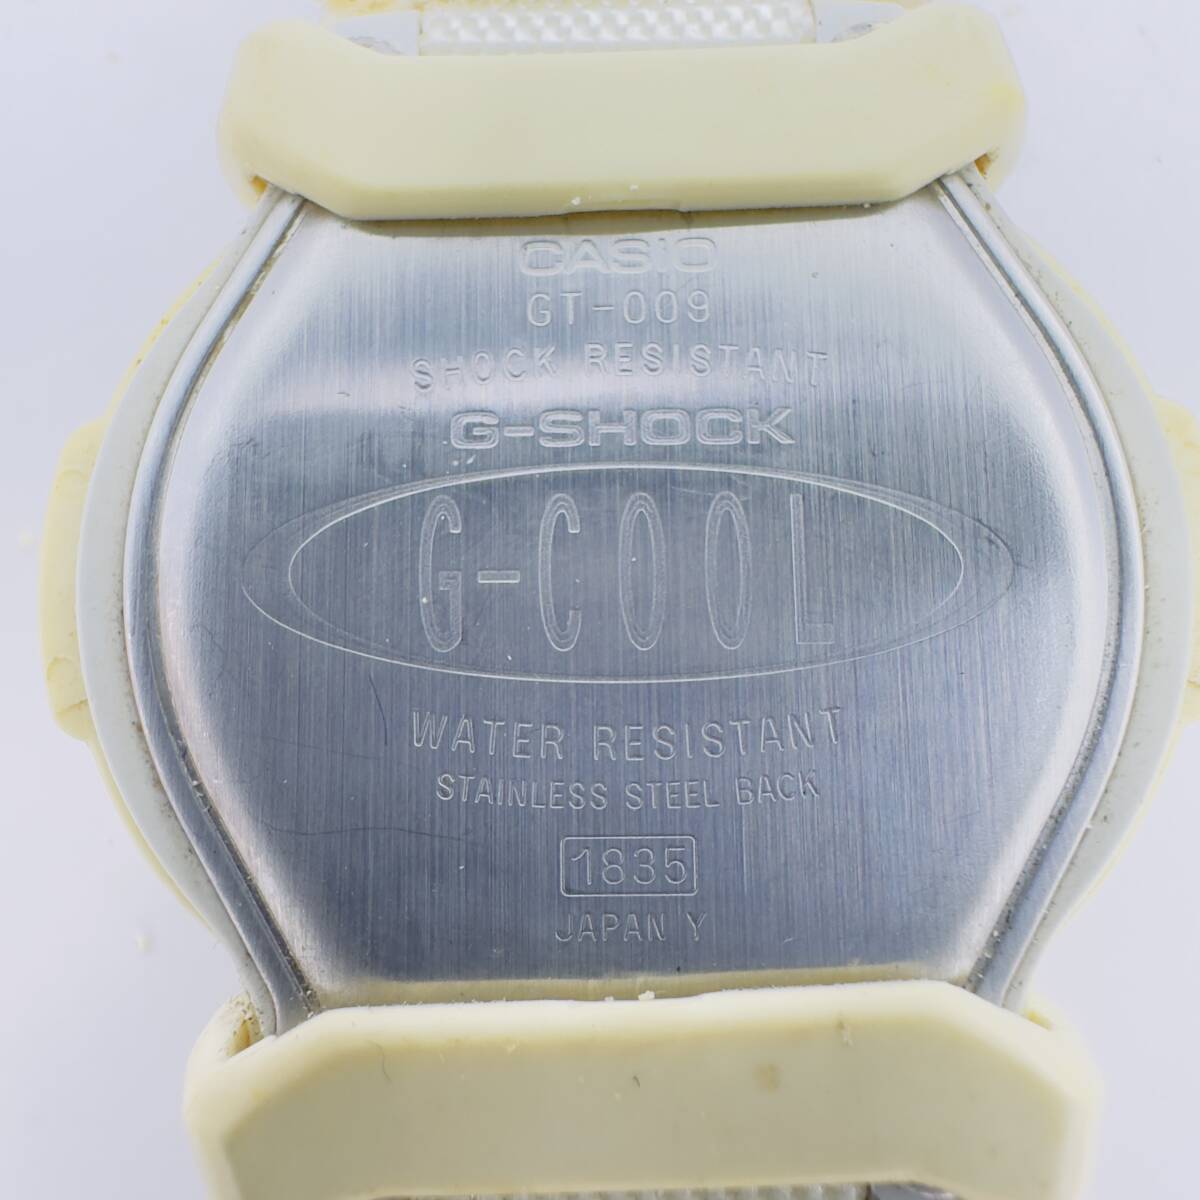 CASIO
GT-009
SHOCK RESISTANT
G-SHOCK
G-COOL
WATER RESISTANT
STAINLESS STEEL BACK
1835
JAPAN Y